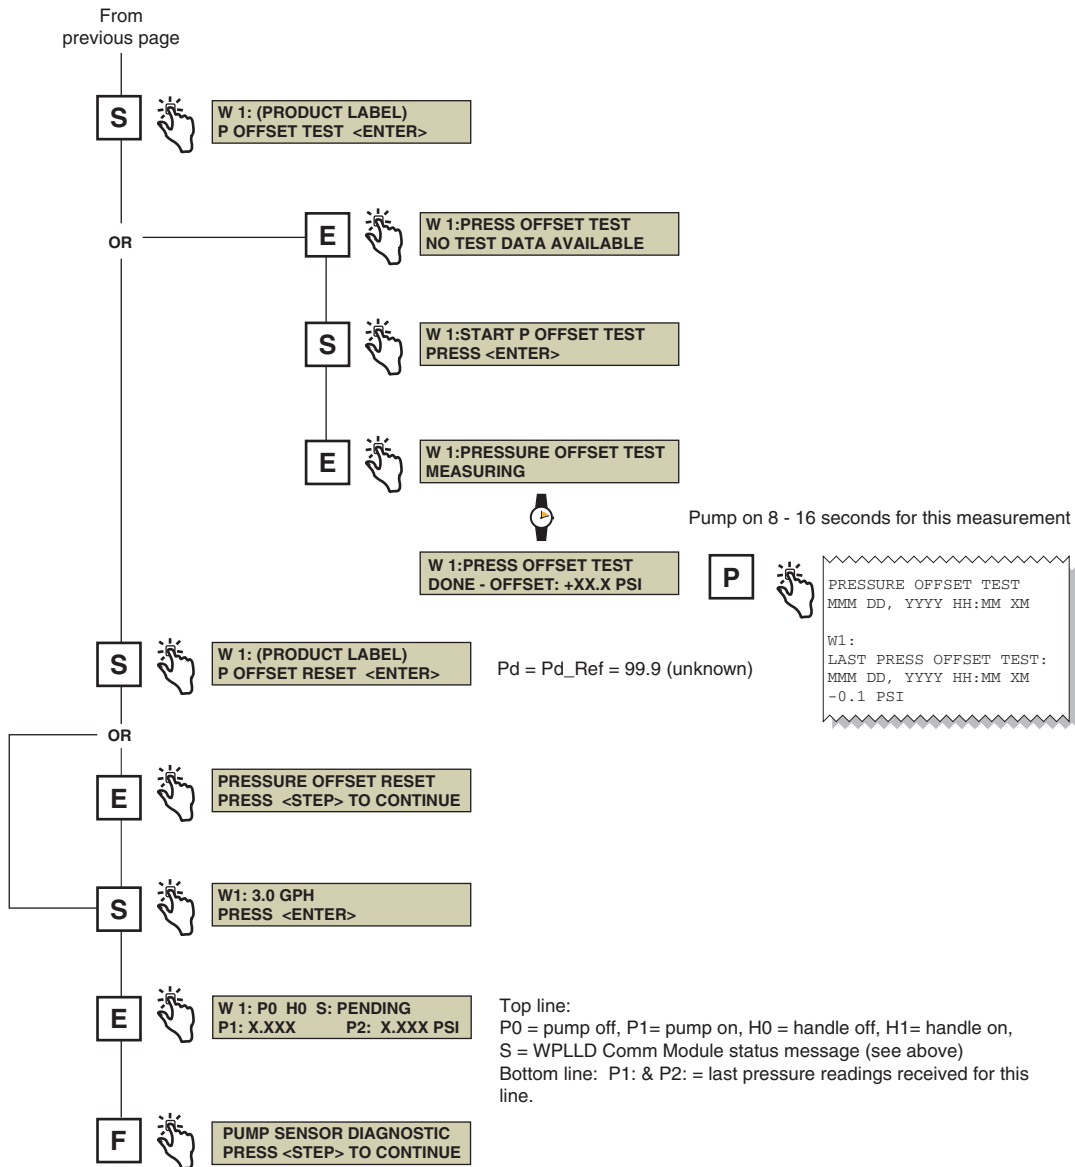 From
previous page
S
W 1: (PRODUCT LABEL)
P OFFSET TEST <ENTER>
OR
E
W 1:PRESS OFFSET TEST
NO TEST DATA AVAILABLE
S
W 1:START P OFFSET TEST
PRESS <ENTER>
E
W 1:PRESSURE OFFSET TEST
MEASURING
Pump on 8 - 16 seconds for this measurement
W 1:PRESS OFFSET TEST
DONE - OFFSET: +XX.X PSI
P
PRESSURE OFFSET TEST
MMM DD, YYYY HH:MM XM
W1:
LAST PRESS OFFSET TEST:
MMM DD, YYYY HH:MM XM
-0.1 PSI
S
W 1: (PRODUCT LABEL)
P OFFSET RESET <ENTER>
Pd = Pd_Ref = 99.9 (unknown)
OR
E
PRESSURE OFFSET RESET
PRESS <STEP> TO CONTINUE
S
W1: 3.0 GPH
PRESS <ENTER>
E
W 1: P0 H0 S: PENDING
P1: X.XXX P2: X.XXX PSI
Top line:
P0 = pump off, P1= pump on, H0 = handle off, H1= handle on,
S = WPLLD Comm Module status message (see above)
Bottom line: P1: & P2: = last pressure readings received for this
line.
F
PUMP SENSOR DIAGNOSTIC
PRESS <STEP> TO CONTINUE